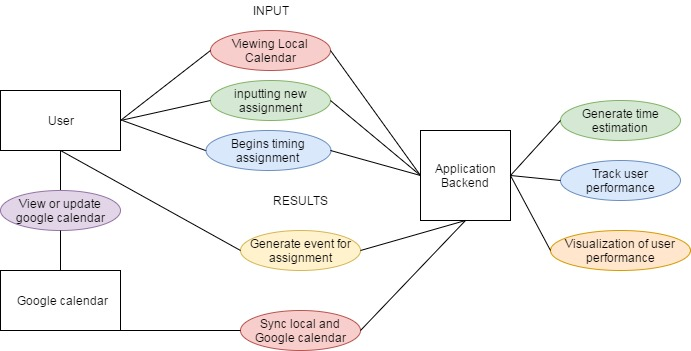 INPUT
Viewing Local
Calendar
inputting new
assignment
User
Begins timing
assignment
Generate time
estimation
Application
Backend
Track user
performance
View or update
google calendar
RESULTS
Generate event for
assignment
Visualization of user
performance
Google calendar
Sync local and
Google calendar